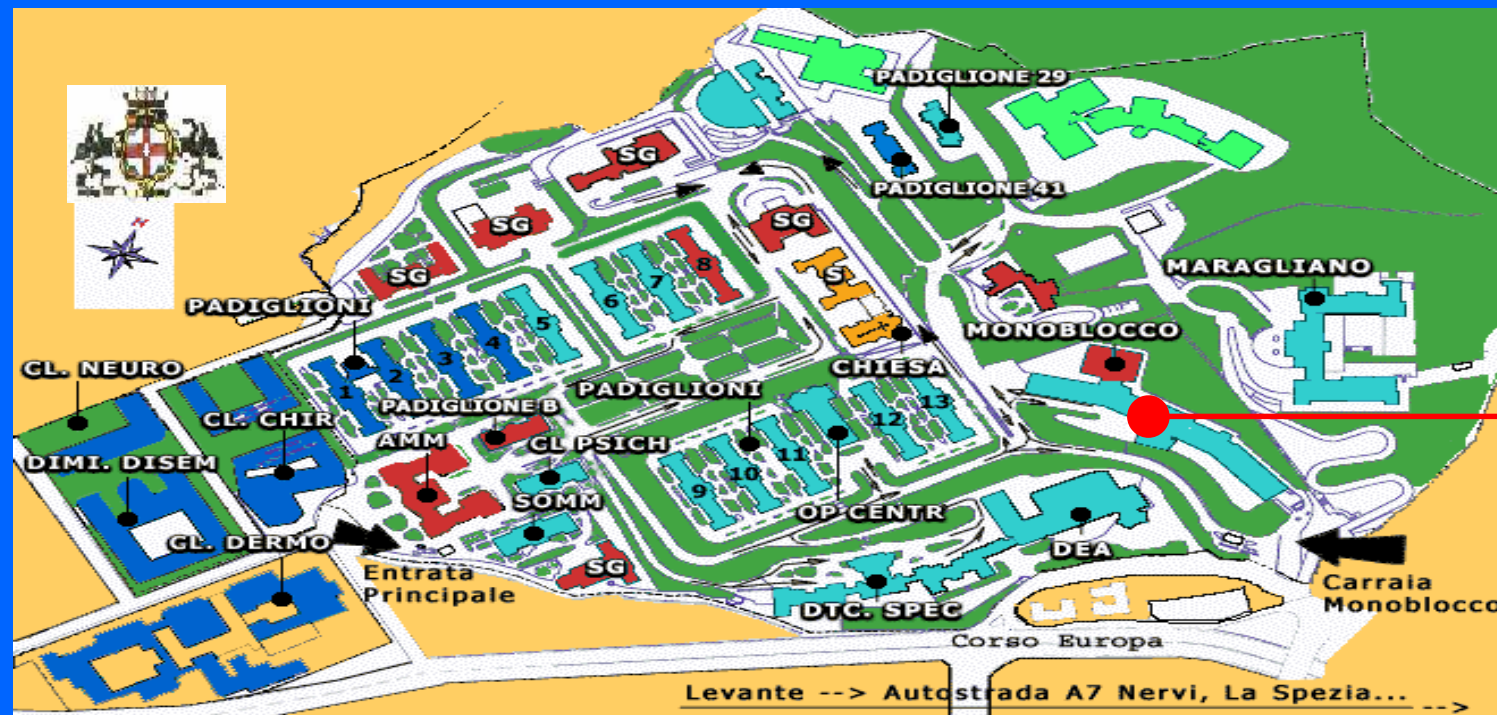 PADIGLIONE 29
SG
PADIGLIONE 41
SG
SG
SG
8
7
6
S
MARAGLIANO
PADIGLIONI
5
4
3
2
1
MONOBLOCCO
CHIESA
CL. NEURO
PADIGLIONI
13
12
11
10
9
PADIGLIONE B
CL. CHIR
AMM
CL PSICH
DIMI. DISEM
SOMM
OP CENTR
CL. DERMO
DEA
Entrata
Principale
SG
DTC. SPEC
Carraia
Monoblocco
Corso Europa
Levante --> Autostrada A7 Nervi, La Spezia...
-->